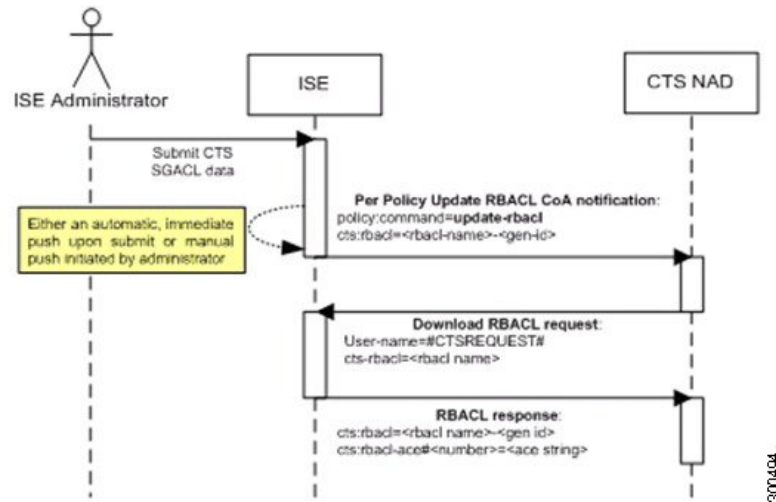 ISE Administrator
ISE
CTS NAD
Submit CTS
SGACL data
Either an automatic, immediate
push upon submit or manual
push initiated by administrator
Per Policy Update RBACL CoA notification:
policy:command=update-rbacl
cts:rbacl=<rbacl-name>-<gen-id>
Download RBACL request:
User-name=#CTSREQUEST#
cts-rbacl=<rbacl name>
RBACL response:
cts:rbacl=<rbacl name>-<gen id>
cts:rbacl-ace#<number>=<ace string>
300494